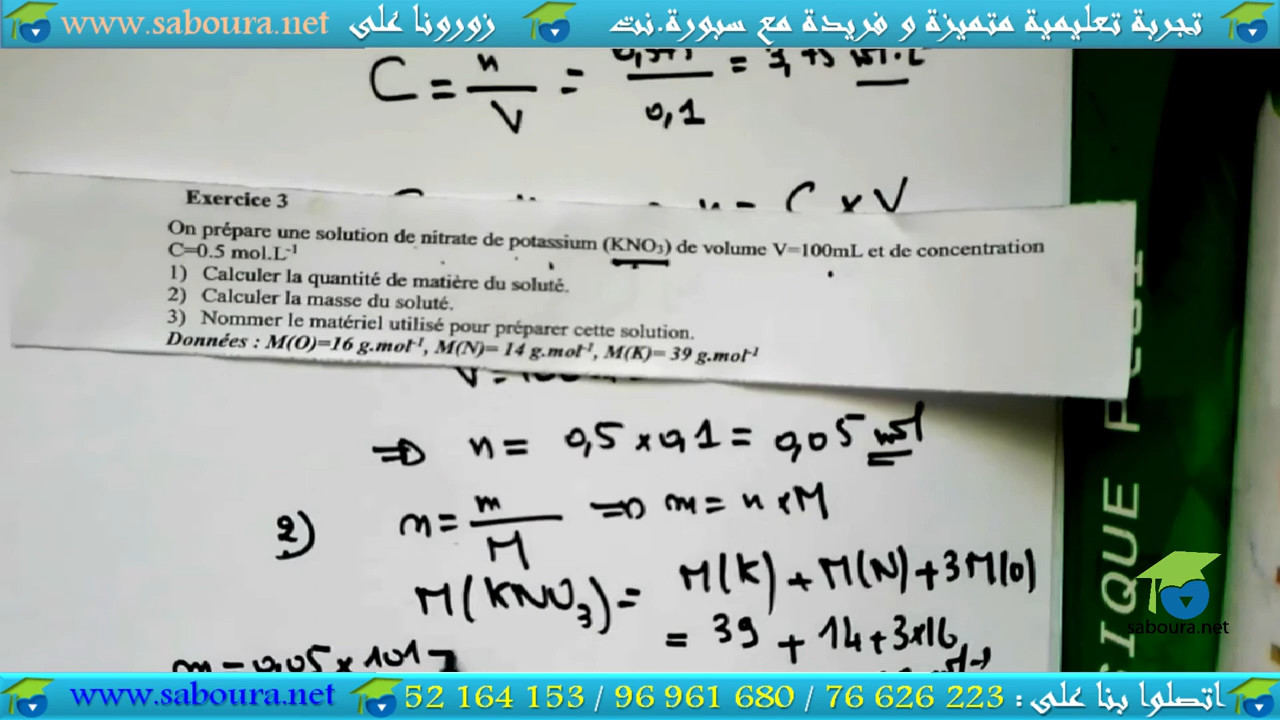 www.saboura.net زورونا على تجربة تعليمية متميزة و فريدة مع سبورة.نت
C = n / V = / 0,1 =
C x V
Exercice 3
On prépare une solution de nitrate de potassium (KNO₃) de volume V=100mL et de concentration
C=0.5 mol.L⁻¹
1) Calculer la quantité de matière du soluté.
2) Calculer la masse du soluté.
3) Nommer le matériel utilisé pour préparer cette solution.
Données : M(O)=16 g.mol⁻¹, M(N)= 14 g.mol⁻¹, M(K)= 39 g.mol⁻¹
⇒ n = 0,5 x 0,1 = 0,05 mol
2) n = m / M ⇒ m = n x M
M(KNO₃) = M(K) + M(N) + 3M(O)
= 39 + 14 + 3x16
m = 0,05 x 101
SIQUE
saboura.net
www.saboura.net 52 164 153 / 96 961 680 / 76 626 223 : اتصلوا بنا على